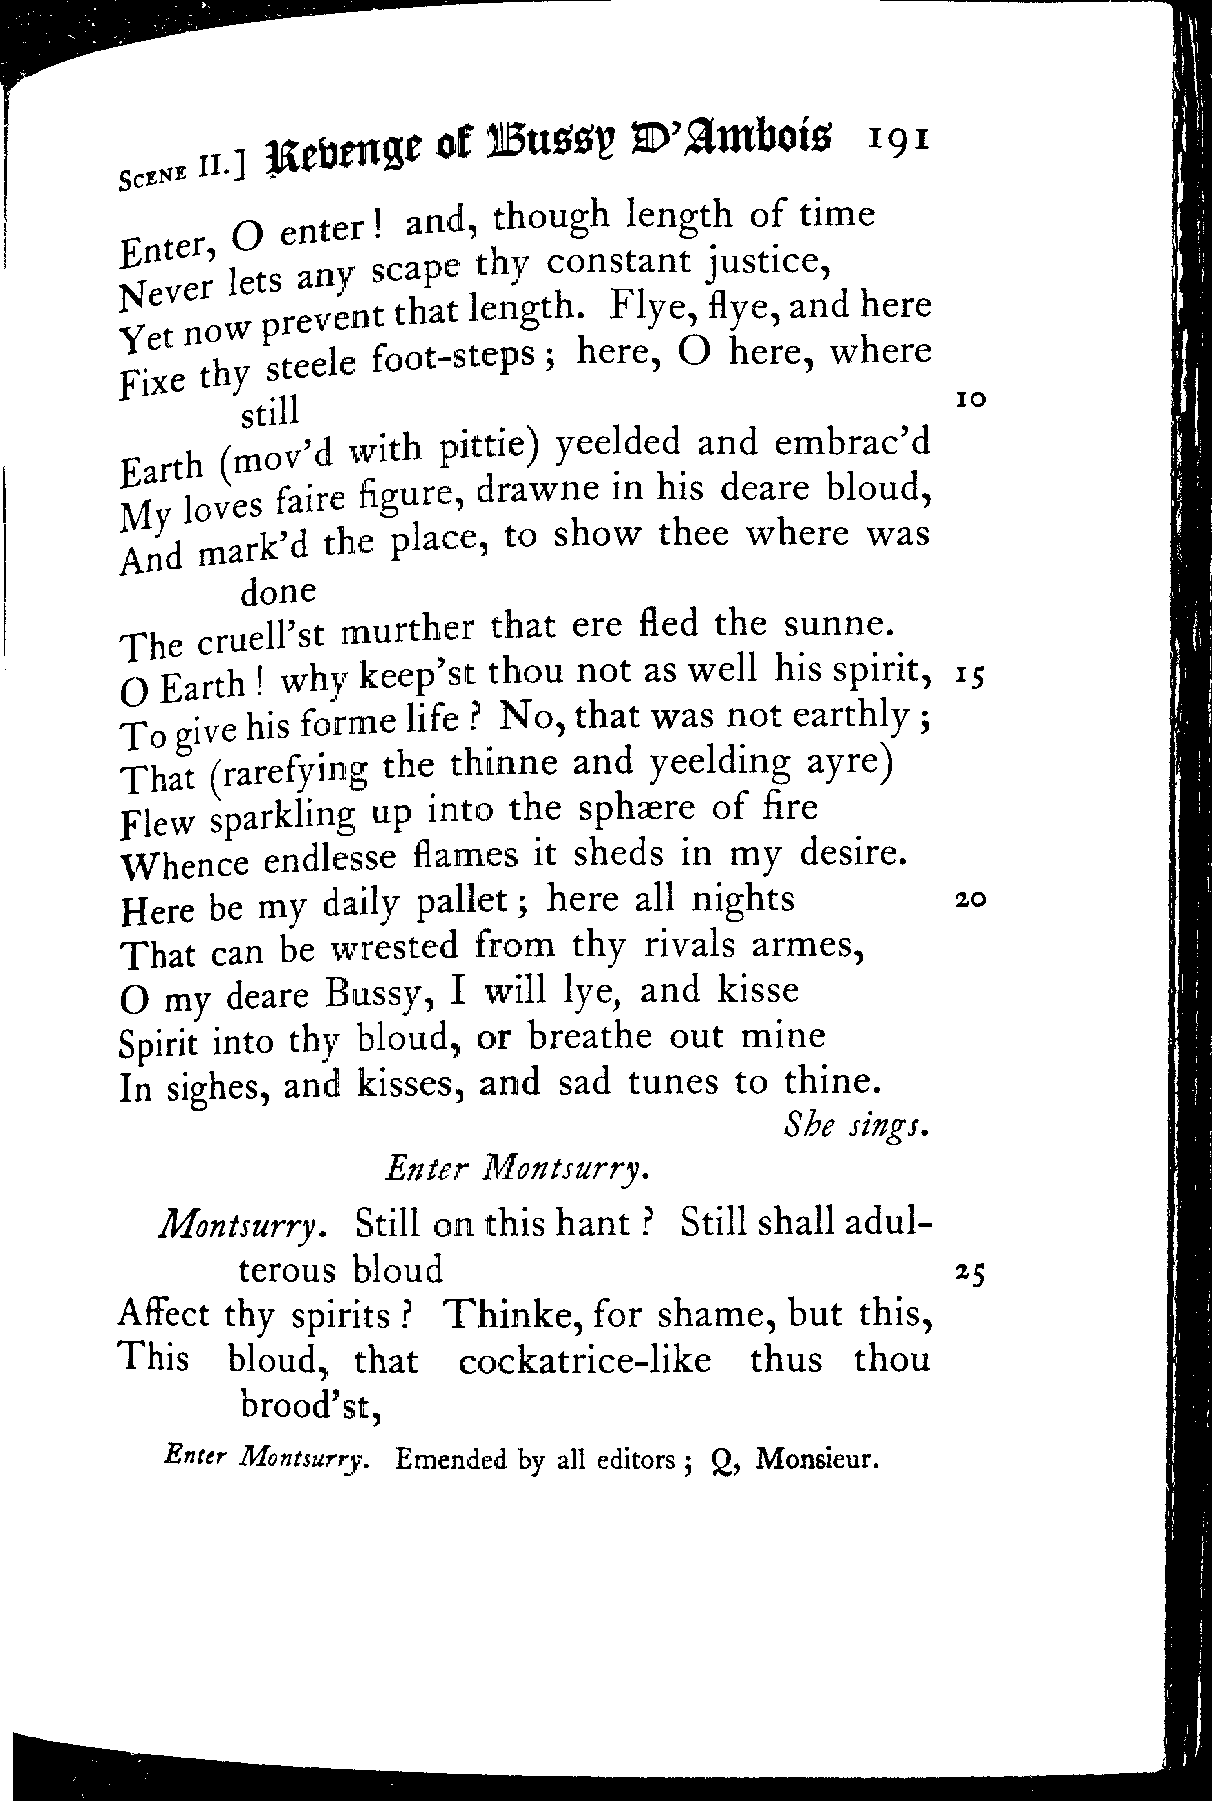 SCENE II.] Revenge of Bussy D'Ambois 191
Enter, O enter! and, though length of time
Never lets any scape thy constant justice,
Yet now prevent that length. Flye, flye, and here
Fixe thy steele foot-steps; here, O here, where
still 10
Earth (mov'd with pittie) yeelded and embrac'd
My loves faire figure, drawne in his deare bloud,
And mark'd the place, to show thee where was
done
The cruell'st murther that ere fled the sunne.
O Earth! why keep'st thou not as well his spirit, 15
To give his forme life? No, that was not earthly;
That (rarefying the thinne and yeelding ayre)
Flew sparkling up into the sphære of fire
Whence endlesse flames it sheds in my desire.
Here be my daily pallet; here all nights 20
That can be wrested from thy rivals armes,
O my deare Bussy, I will lye, and kisse
Spirit into thy bloud, or breathe out mine
In sighes, and kisses, and sad tunes to thine.
She sings.
Enter Montsurry.
Montsurry. Still on this hant? Still shall adul-
terous bloud 25
Affect thy spirits? Thinke, for shame, but this,
This bloud, that cockatrice-like thus thou
brood'st,
Enter Montsurry. Emended by all editors; Q, Monsieur.